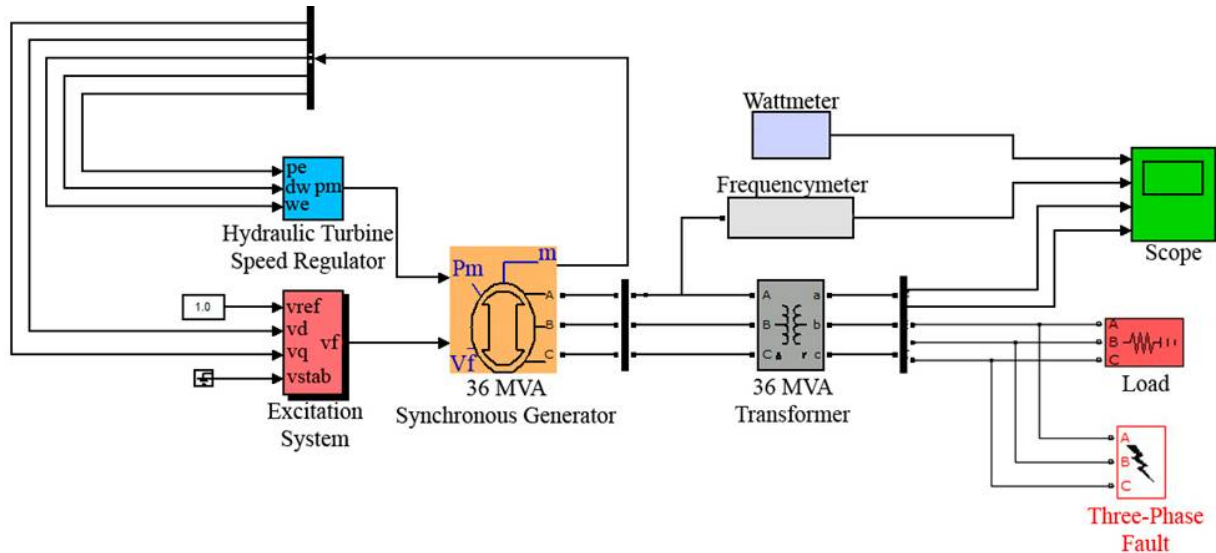 Wattmeter
Frequencymeter
Scope
pe
dw pm
we
Hydraulic Turbine
Speed Regulator
1.0
vref
vd
vq
vf
vstab
Excitation
System
Pm
m
Vf
A
B
C
36 MVA
Synchronous Generator
A
B
C
a
b
c
36 MVA
Transformer
A
B
C
Load
A
B
C
Three-Phase
Fault